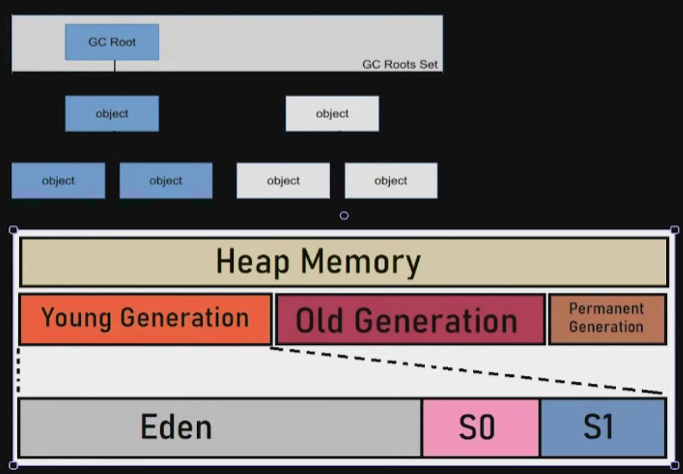 GC Root
GC Roots Set
object
object
object
object
object
object
Heap Memory
Young Generation
Old Generation
Permanent
Generation
Eden
S0
S1